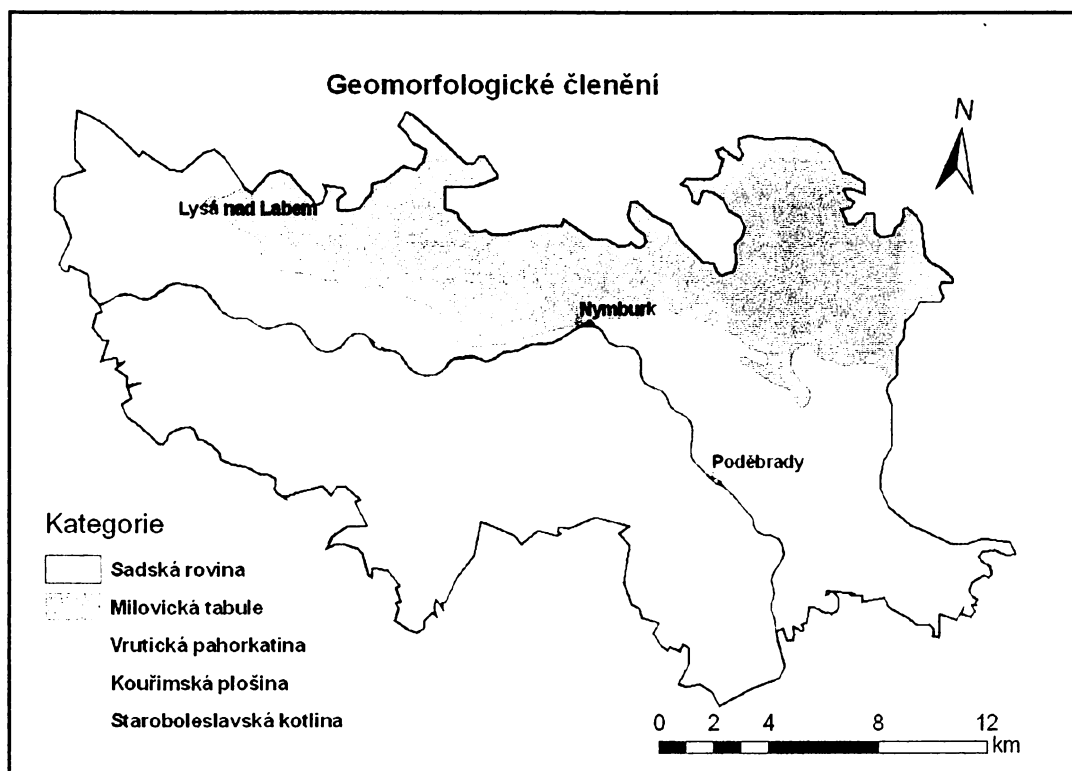 Geomorfologické členění
N
Lysá nad Labem
Nymburk
Poděbrady
Kategorie
Sadská rovina
Milovická tabule
Vrutická pahorkatina
Kouřimská plošina
Staroboleslavská kotlina
0 2 4 8 12
km